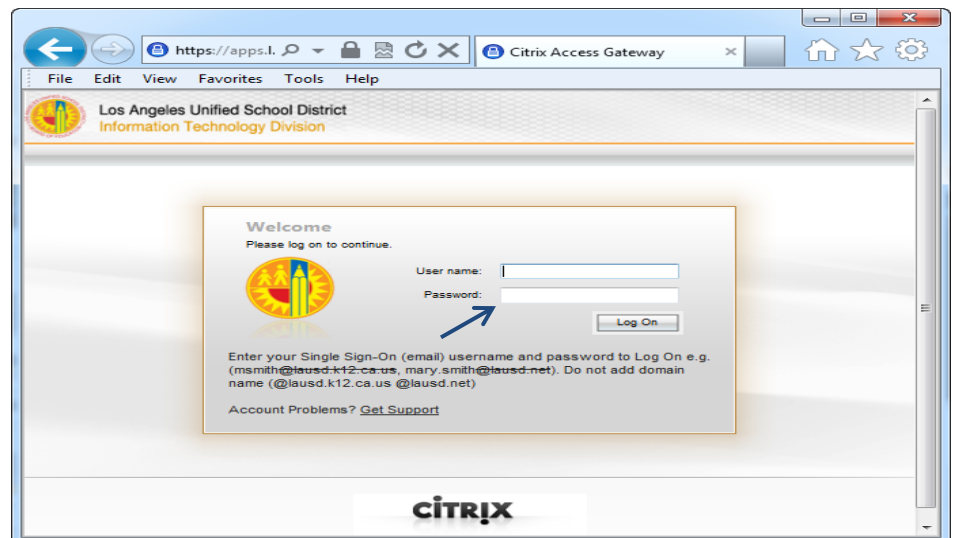 https://apps.l.
Citrix Access Gateway
File Edit View Favorites Tools Help
Los Angeles Unified School District
Information Technology Division
Welcome
Please log on to continue.
User name:
Password:
Log On
Enter your Single Sign-On (email) username and password to Log On e.g.
(msmith@lausd.k12.ca.us, mary.smith@lausd.net). Do not add domain
name (@lausd.k12.ca.us @lausd.net)
Account Problems? Get Support
CITRIX